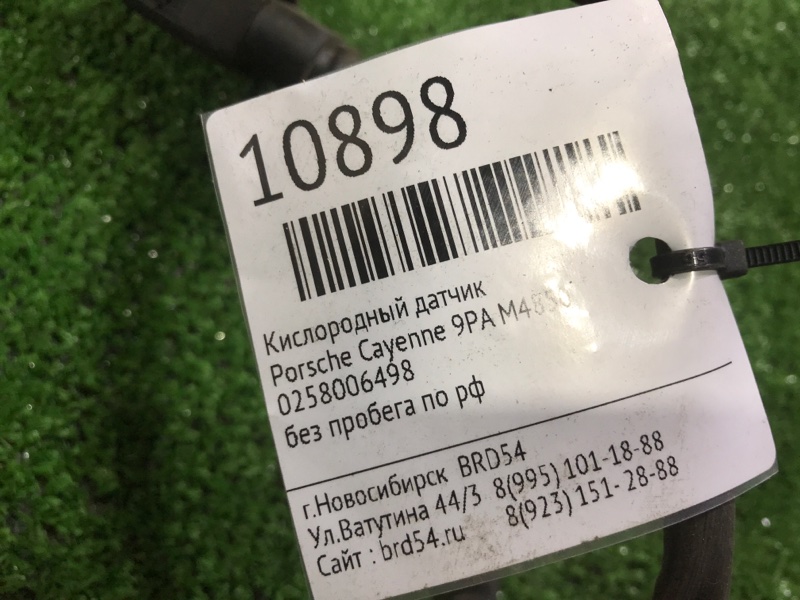 10898
Кислородный датчик
Porsche Cayenne 9PA
0258006498
без пробега по рф
г.Новосибирск BRD54
Ул.Ватутина 44/3 8(995) 101-18-88
Сайт : brd54.ru 8(923) 151- 28-88